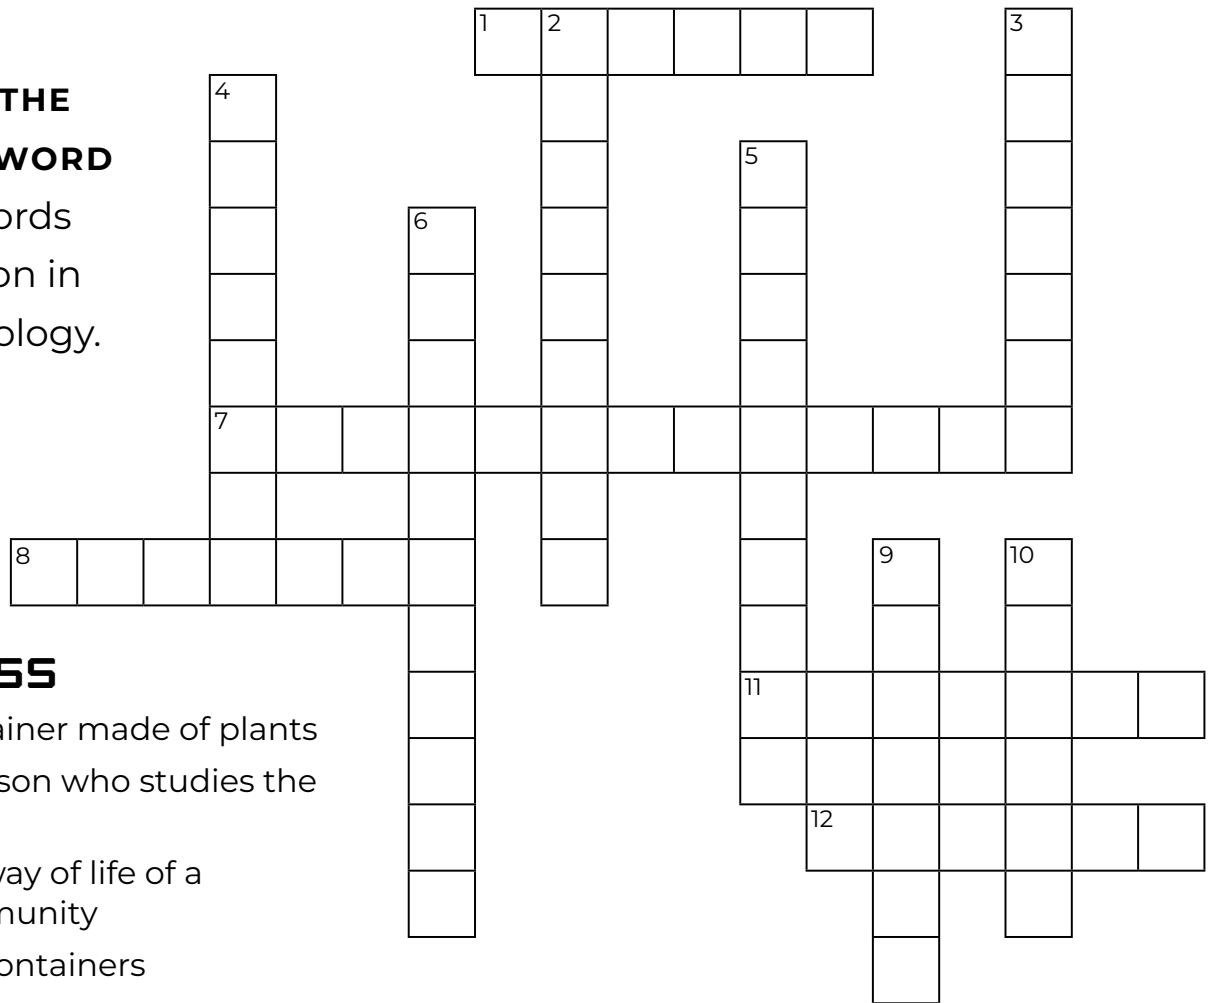 1 2 3
4
THE
WORD
5
ords
6
on in
ology.
7
8 9 10
SS
11
ainer made of plants
son who studies the
12
vay of life of a
munity
ontainers